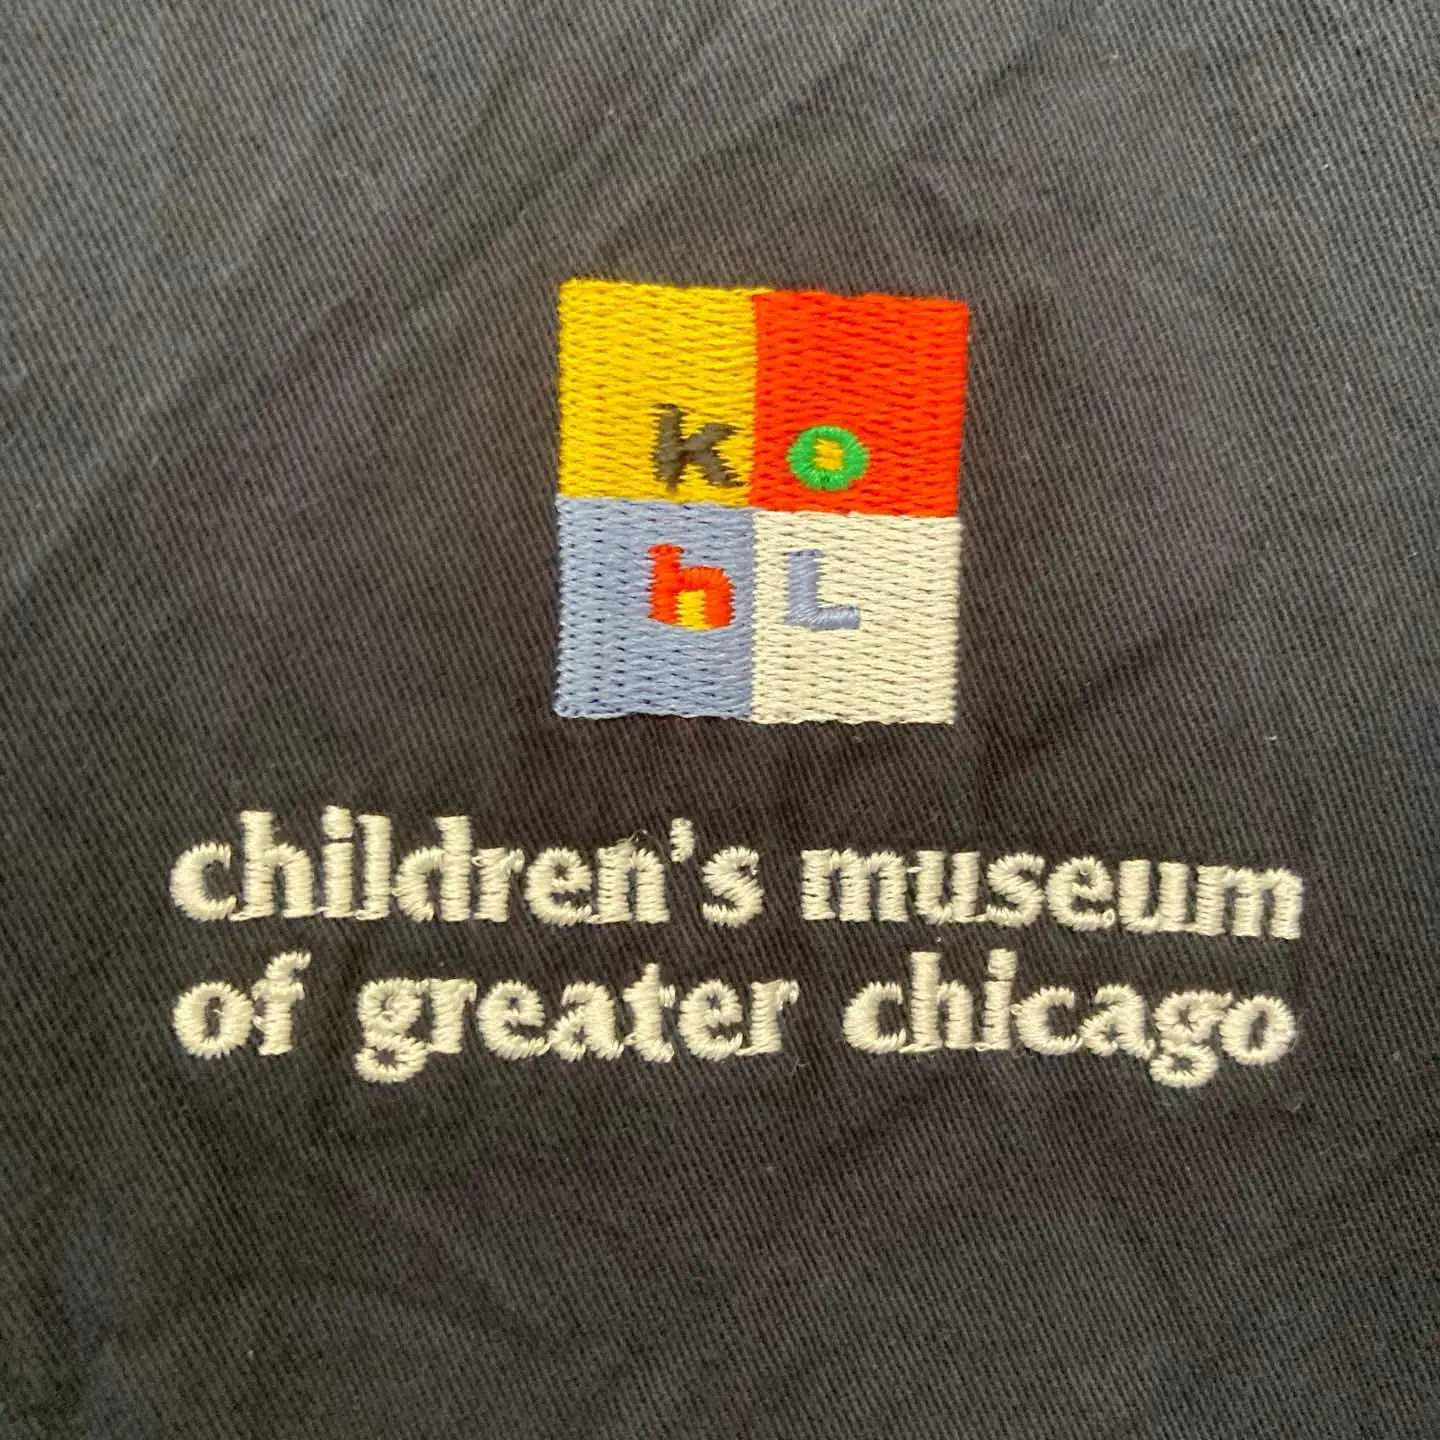 ko
hL
children's museum
of greater chicago